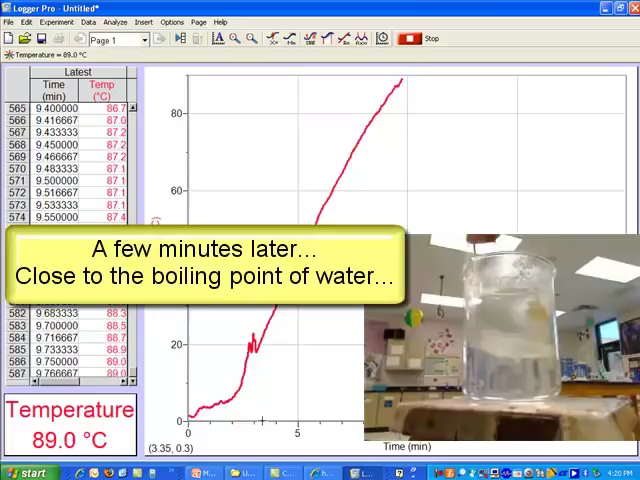 Logger Pro - Untitled*
File Edit Experiment Data Analyze Insert Options Page Help
Page 1
Stop
Temperature = 89.0 °C
Latest
Time Temp
(min) (°C)
565 9.400000 86.7
566 9.416667 87.0
567 9.433333 87.2
568 9.450000 87.2
569 9.466667 87.2
570 9.483333 87.1
571 9.500000 87.1
572 9.516667 87.1
573 9.533333 87.1
574 9.550000 87.4
A few minutes later...
Close to the boiling point of water...
582 9.683333 88.3
583 9.700000 88.5
584 9.716667 88.7
585 9.733333 88.9
586 9.750000 89.0
587 9.766667 89.0
Temperature
89.0 °C
80
60
20
0
0 5
(3.35, 0.3)
Time (min)
start
4:20 PM